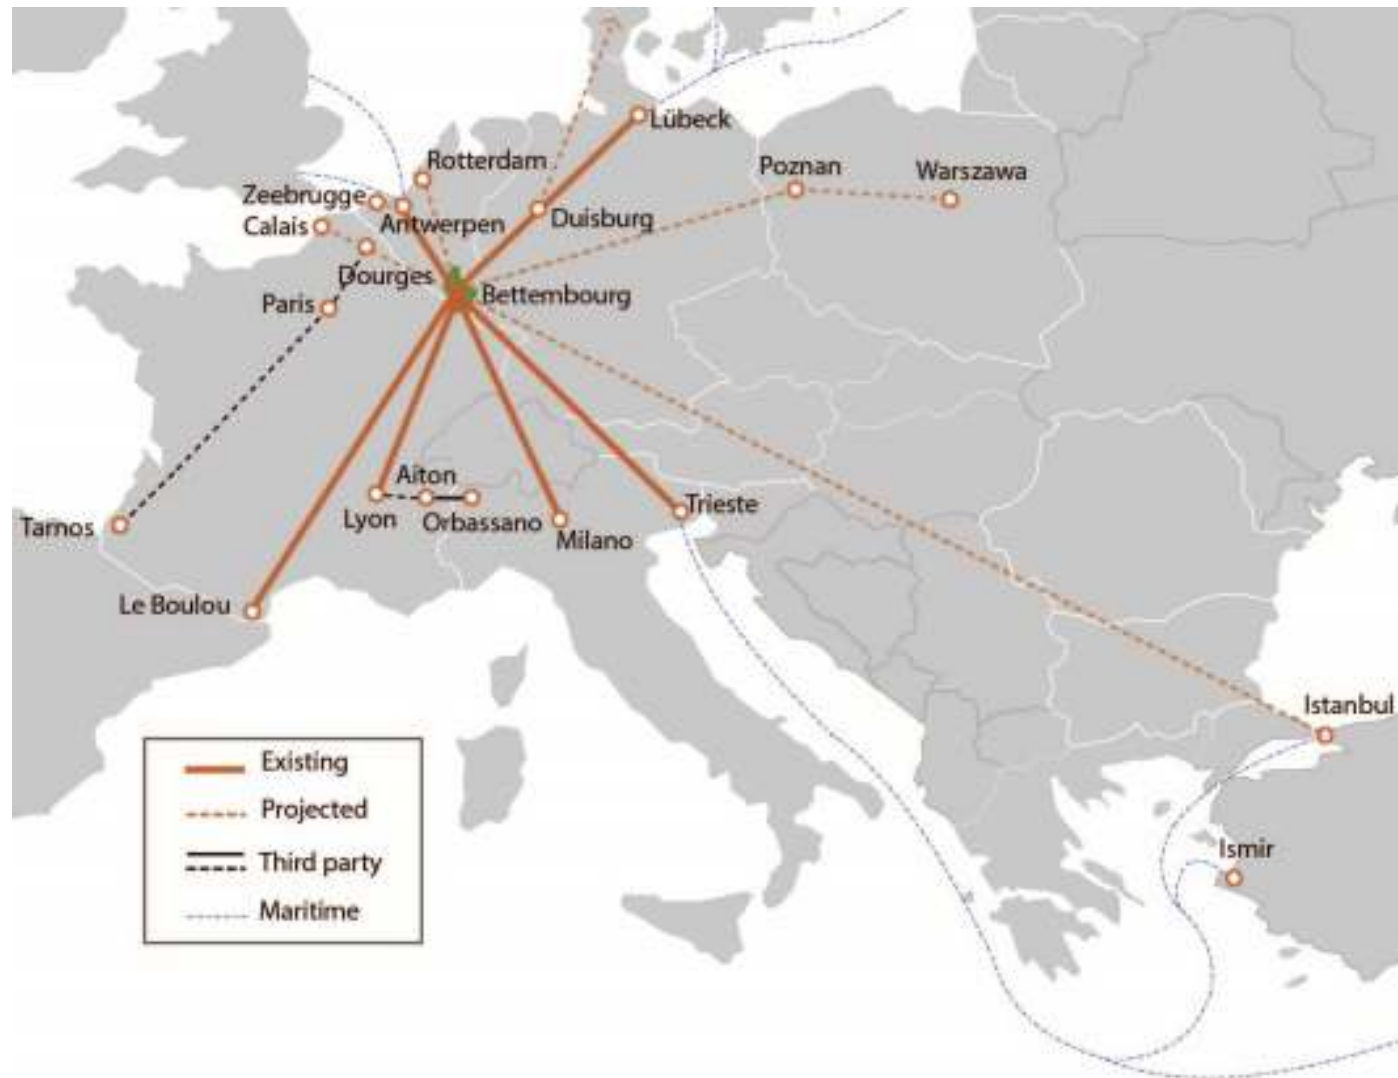 Lübeck
Rotterdam
Poznan
Warszawa
Zeebrugge
Antwerpen
Duisburg
Calais
Dourges
Bettembourg
Paris
Aiton
Lyon
Orbassano
Trieste
Tarnos
Milano
Le Boulou
Istanbul
Existing
Projected
Third party
Maritime
Ismir